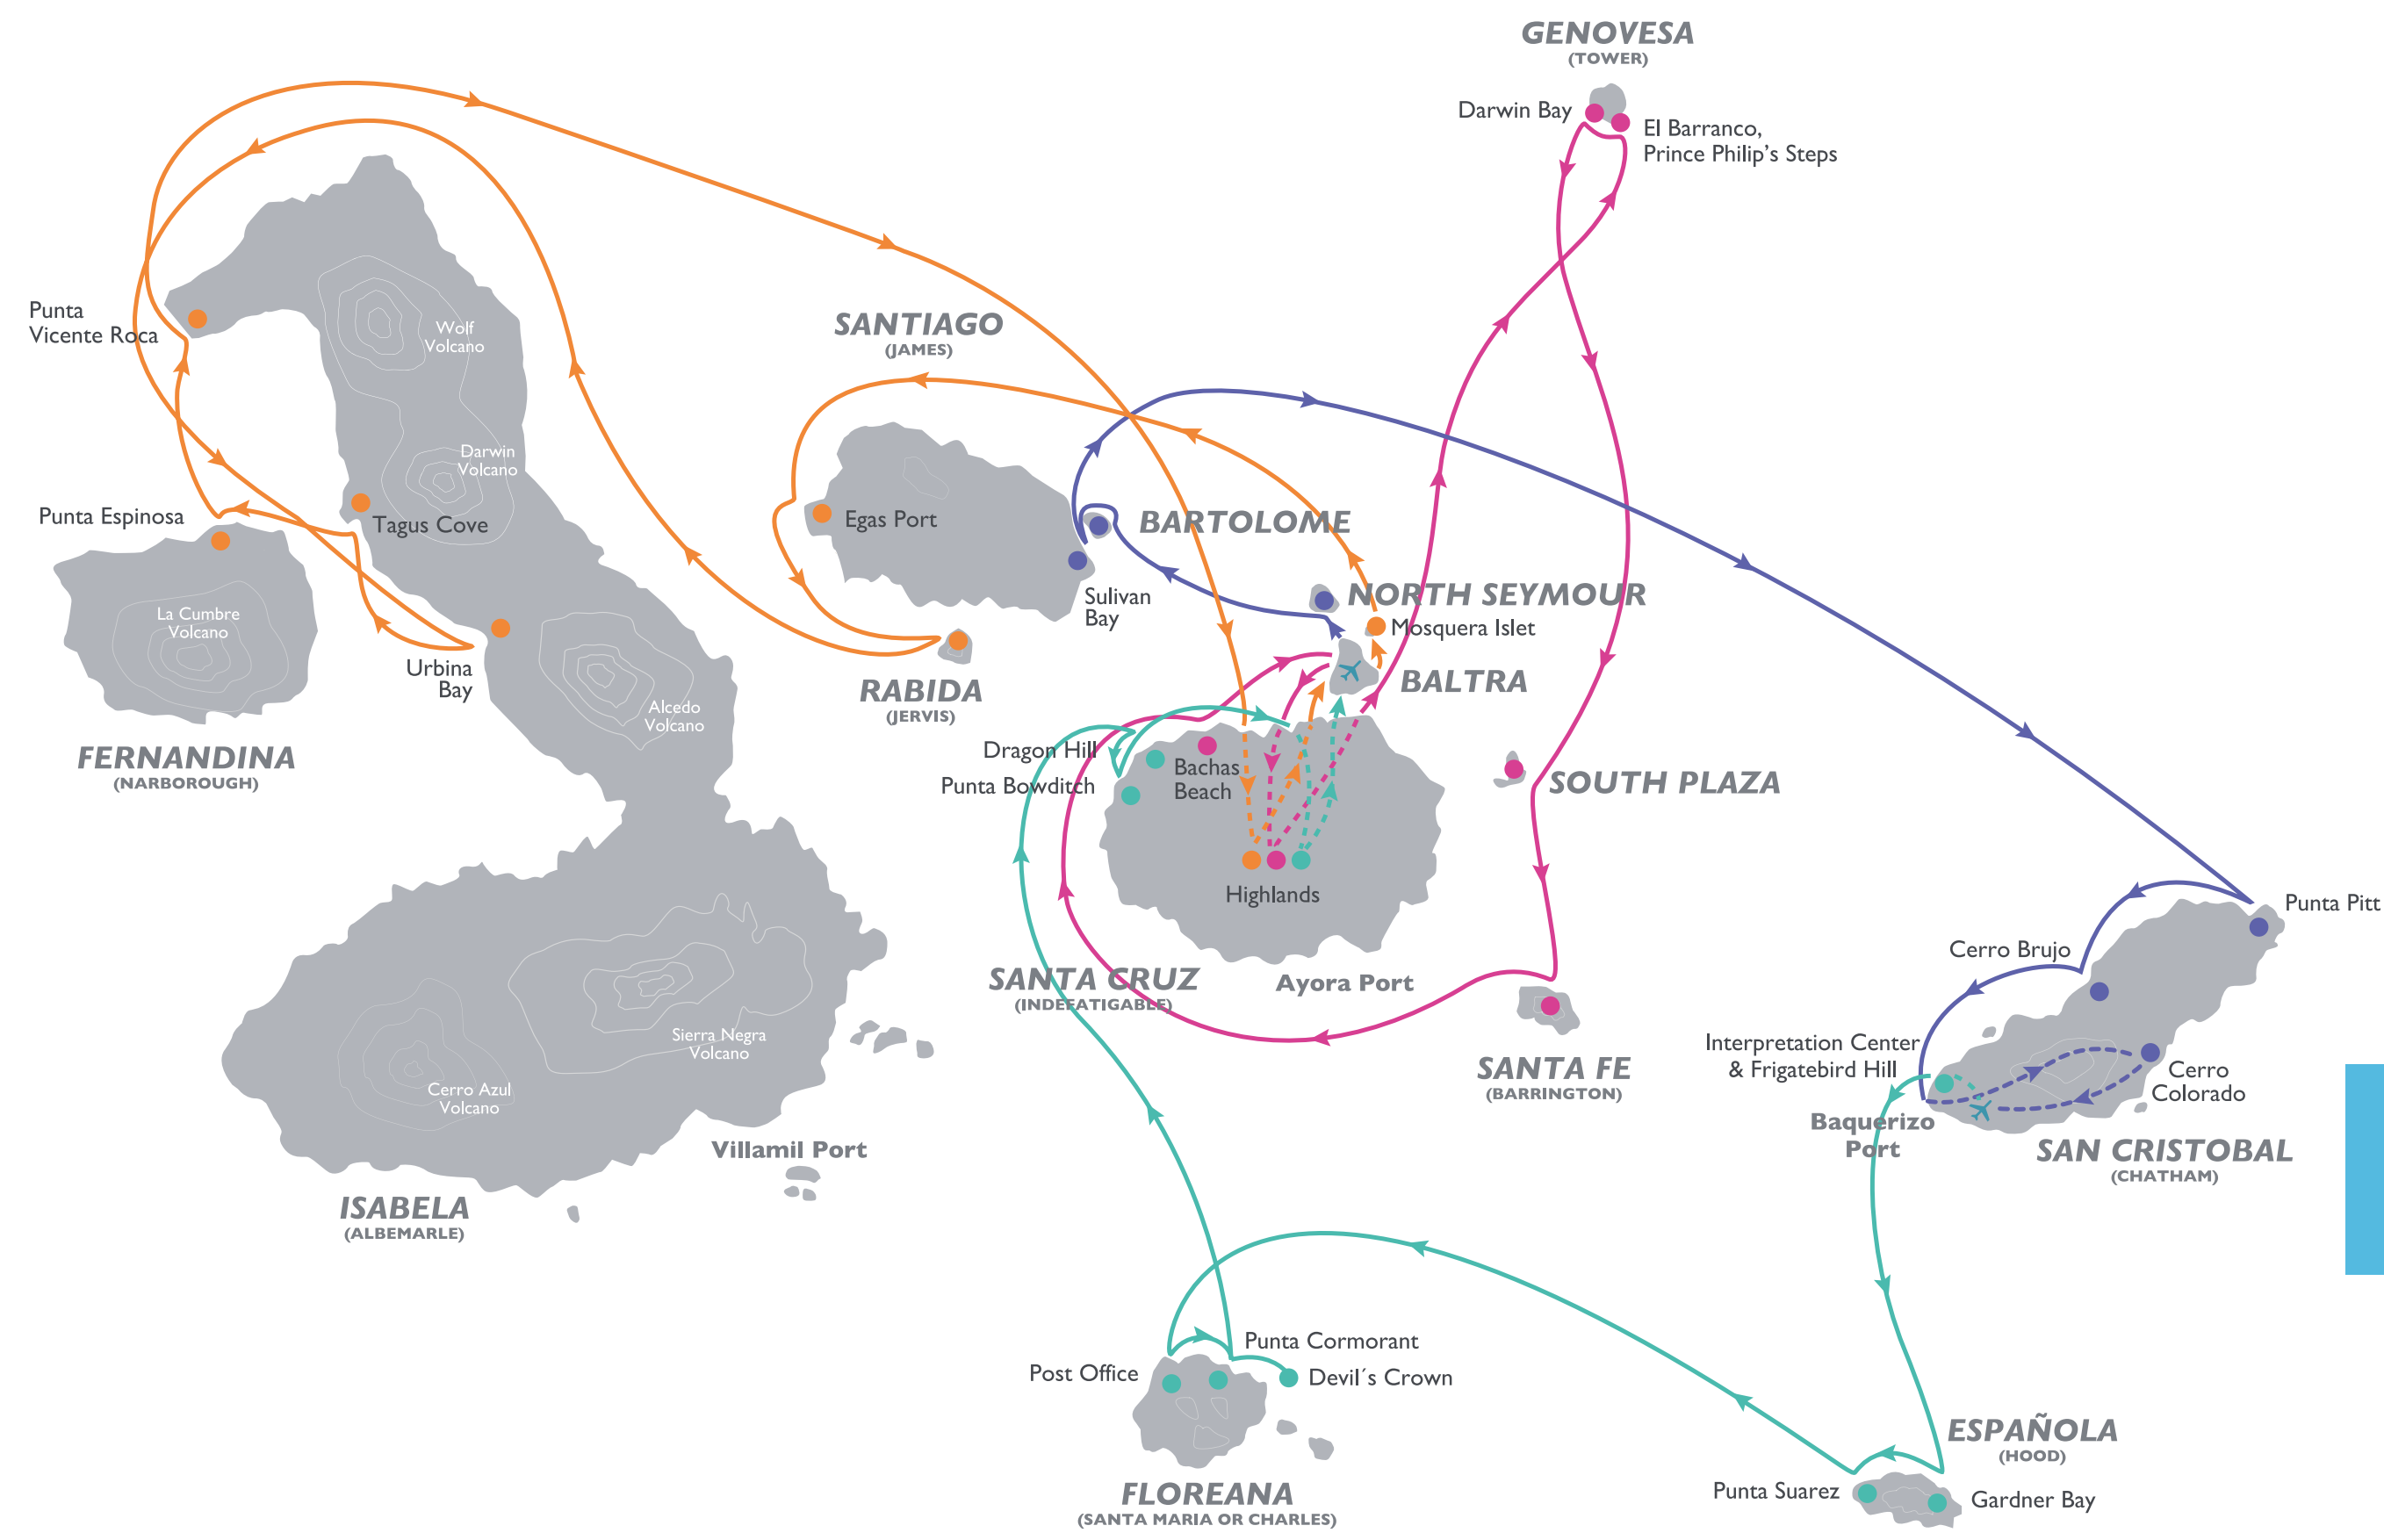 GENOVESA
(TOWER)
Darwin Bay
El Barranco,
Prince Philip's Steps
Punta
Vicente Roca
Wolf
Volcano
SANTIAGO
(JAMES)
Darwin
Volcano
Tagus Cove
Punta Espinosa
Egas Port
BARTOLOME
Sulivan
Bay
NORTH SEYMOUR
Mosquera Islet
La Cumbre
Volcano
Urbina
Bay
RABIDA
(JERVIS)
BALTRA
Alcedo
Volcano
FERNANDINA
(NARBOROUGH)
Dragon Hill
Punta Bowditch
Bachas
Beach
SOUTH PLAZA
Highlands
Punta Pitt
Cerro Brujo
SANTA CRUZ
(INDEFATIGABLE)
Ayora Port
Sierra Negra
Volcano
Cerro Azul
Volcano
SANTA FE
(BARRINGTON)
Interpretation Center
& Frigatebird Hill
Cerro
Colorado
Baquerizo
Port
SAN CRISTOBAL
(CHATHAM)
Villamil Port
ISABELA
(ALBEMARLE)
Punta Cormorant
Post Office
Devil´s Crown
ESPAÑOLA
(HOOD)
Punta Suarez
Gardner Bay
FLOREANA
(SANTA MARIA OR CHARLES)